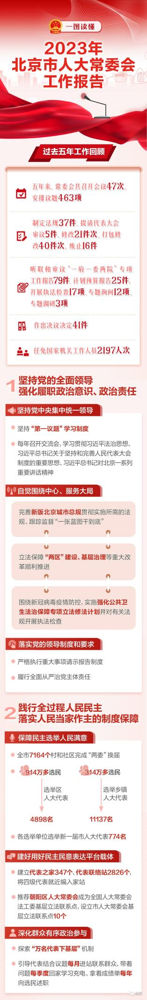 一图读懂
2023年
北京市人大常委会
工作报告
过去五年工作回顾
五年来，常委会共召开会议47次、
安排议题463项
制定法规37件、提请代表大会
审议5件、修改21件次、打包修
改40件次、废止16件
听取和审议“一府一委两院”专项
工作报告79件、计划预算报告25件，
开展执法检查17项、专题询问12项、
专题调研3项
作出决议决定41件
任免国家机关工作人员2197人次
1 坚持党的全面领导
强化履职政治意识、政治责任
坚持党中央集中统一领导
坚持“第一议题”学习制度
每年召开交流会，学习贯彻习近平法治思想、
习近平总书记关于坚持和完善人民代表大会
制度的重要思想、习近平总书记对北京一系列
重要讲话精神
自觉围绕中心、服务大局
完善新版北京城市总规贯彻实施所需的法
规、跟踪监督“一张蓝图干到底”
立法保障“两区”建设、基层治理等重大改
革顺利推进
围绕新冠病毒疫情防控，实施强化公共卫
生法治保障专项立法修法计划并对有关法
规开展执法检查
落实党的领导制度和要求
严格执行重大事项请示报告制度
履行全面从严治党主体责任
2 践行全过程人民民主
落实人民当家作主的制度保障
保障民主选举人民满意
全市7164个村和社区完成“两委”换届
914万多选民 314万多选民
选举区 选举乡镇
人大代表 人大代表
4898名 11137名
各选举单位选举新一届市人大代表774名
建好用好民主民意表达平台载体
建立代表之家347个、代表联络站2826个，
将四级代表就近编入家站
推荐朝阳区人大常委会成为全国人大常委会
法工委基层立法联系点，设立市人大常委会基
层立法联系点10个
深化群众有序政治参与
探索“万名代表下基层”机制
引导代表结合议题每月进站联系群众、带着
问题每季度回家学习充电、拿着成绩单每年
向选民述职